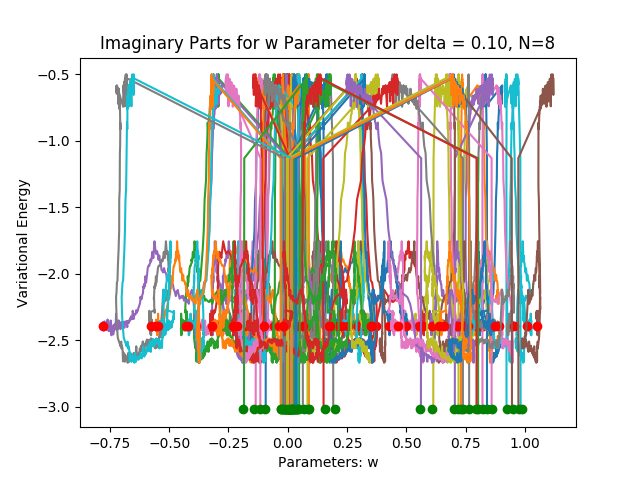 Imaginary Parts for w Parameter for delta = 0.10, N=8
Variational Energy
−0.5
−1.0
−1.5
−2.0
−2.5
−3.0
−0.75 −0.50 −0.25 0.00 0.25 0.50 0.75 1.00
Parameters: w